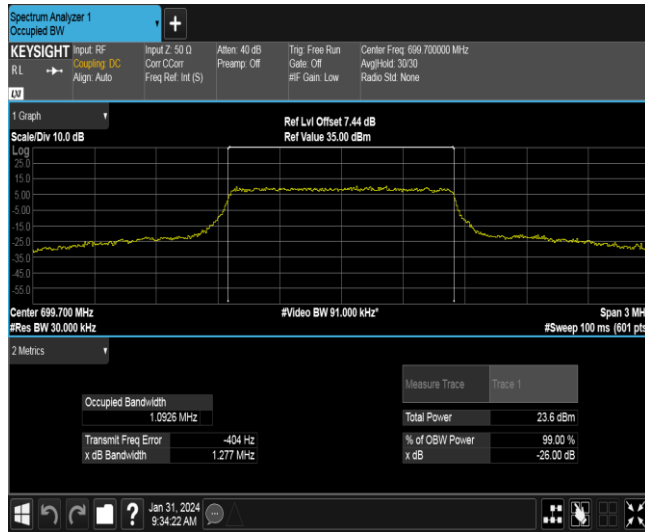 Spectrum Analyzer 1
Occupied BW
+
KEYSIGHT
RL
LXI
Input: RF
Coupling: DC
Align: Auto
Input Z: 50 Ω
Corr CCorr
Freq Ref: Int (S)
Atten: 40 dB
Preamp: Off
Trig: Free Run
Gate: Off
#IF Gain: Low
Center Freq: 699.700000 MHz
Avg|Hold: 30/30
Radio Std: None
1 Graph
Scale/Div 10.0 dB
Ref Lvl Offset 7.44 dB
Ref Value 35.00 dBm
Log
25.0
15.0
5.00
-5.00
-15.0
-25.0
-35.0
-45.0
-55.0
Center 699.700 MHz
#Video BW 91.000 kHz*
Span 3 MH
#Res BW 30.000 kHz
#Sweep 100 ms (601 pts
2 Metrics
Measure Trace Trace 1
Occupied Bandwidth
1.0926 MHz
Total Power 23.6 dBm
Transmit Freq Error -404 Hz
% of OBW Power 99.00 %
x dB Bandwidth 1.277 MHz
x dB -26.00 dB
?
Jan 31, 2024
9:34:22 AM